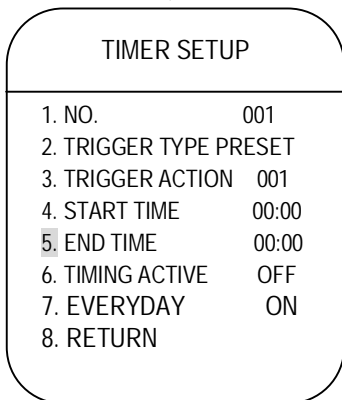 TIMER SETUP
1. NO. 001
2. TRIGGER TYPE PRESET
3. TRIGGER ACTION 001
4. START TIME 00:00
5. END TIME 00:00
6. TIMING ACTIVE OFF
7. EVERYDAY ON
8. RETURN